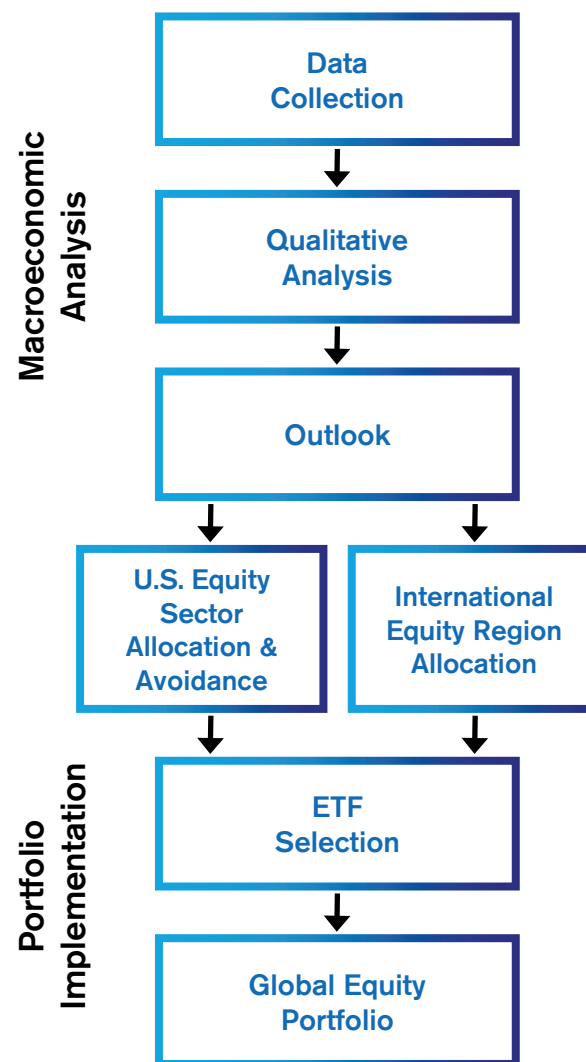 Macroeconomic
Analysis
Data
Collection
Qualitative
Analysis
Outlook
U.S. Equity
Sector
Allocation &
Avoidance
International
Equity Region
Allocation
Portfolio
Implementation
ETF
Selection
Global Equity
Portfolio